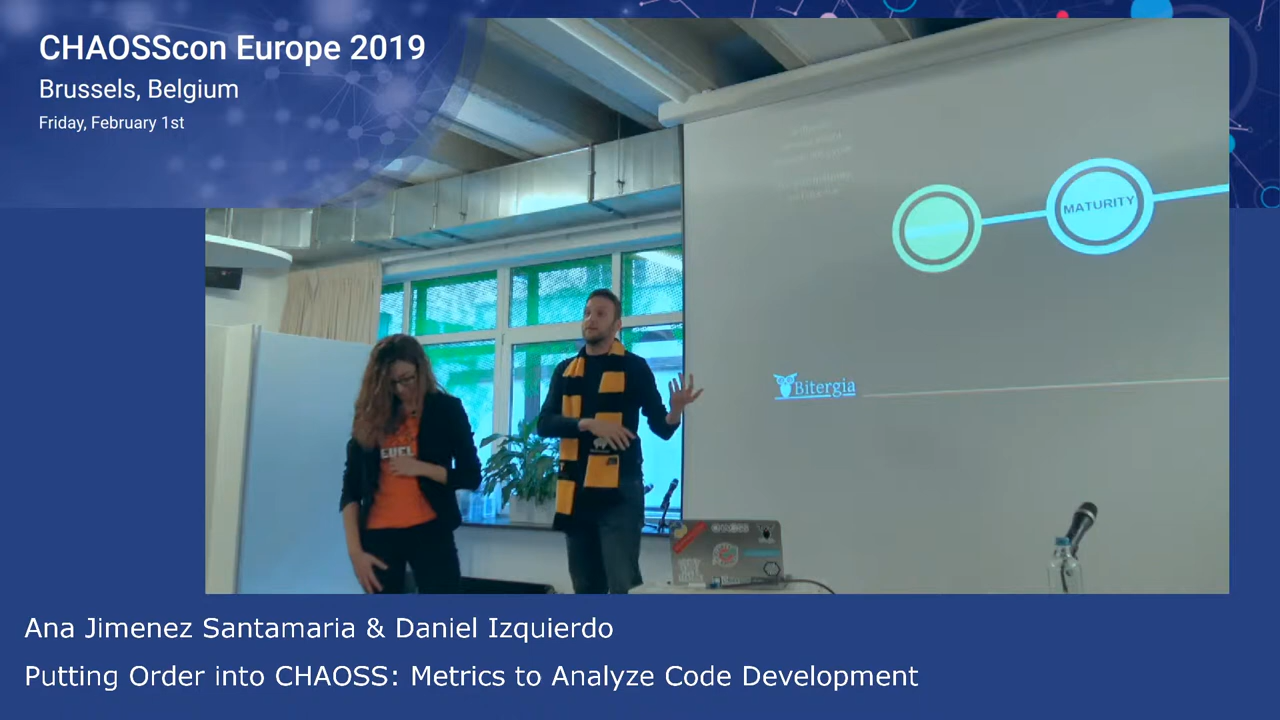 CHAOSScon Europe 2019
Brussels, Belgium
Friday, February 1st
MATURITY
Bitergia
Ana Jimenez Santamaria & Daniel Izquierdo
Putting Order into CHAOSS: Metrics to Analyze Code Development